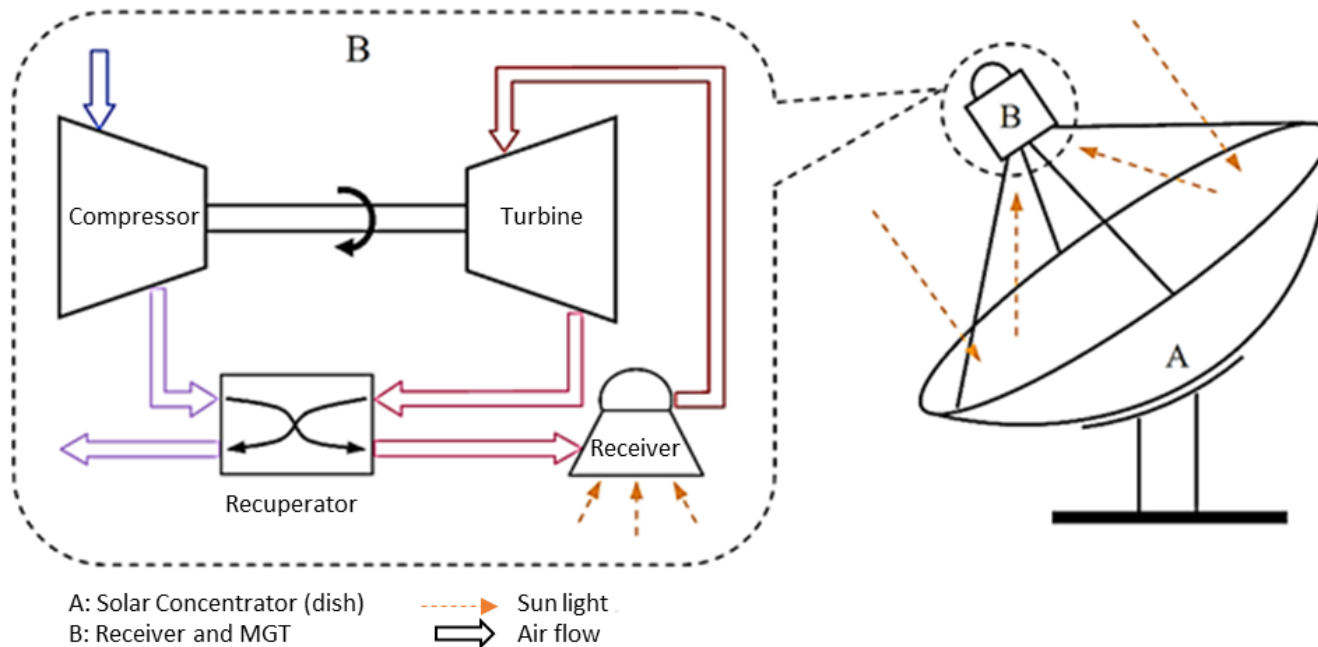 B
Compressor
Turbine
Recuperator
Receiver
B
A
A: Solar Concentrator (dish)
Sun light
B: Receiver and MGT
Air flow